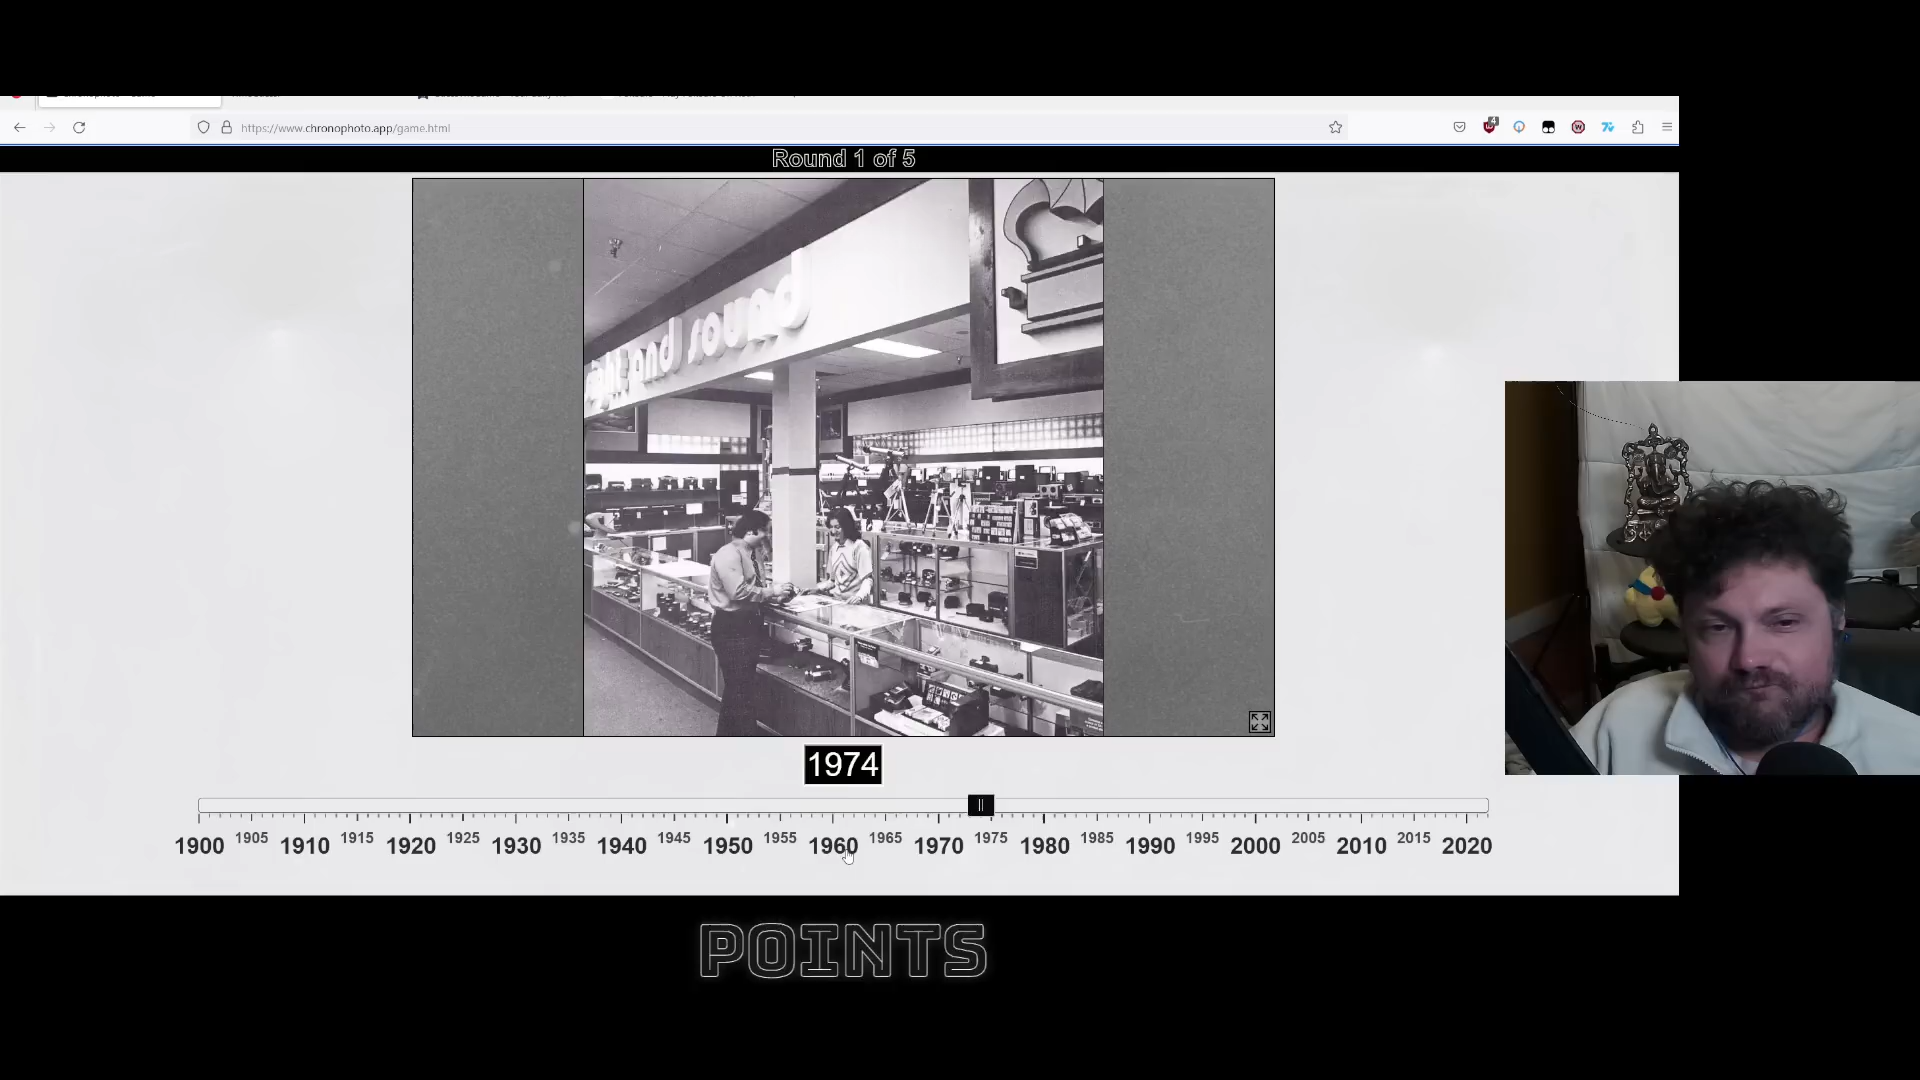 https://www.chronophoto.app/game.html
4
Round 1 of 5
and sound
1974
1900 1905 1910 1915 1920 1925 1930 1935 1940 1945 1950 1955 1960 1965 1970 1975 1980 1985 1990 1995 2000 2005 2010 2015 2020
POINTS